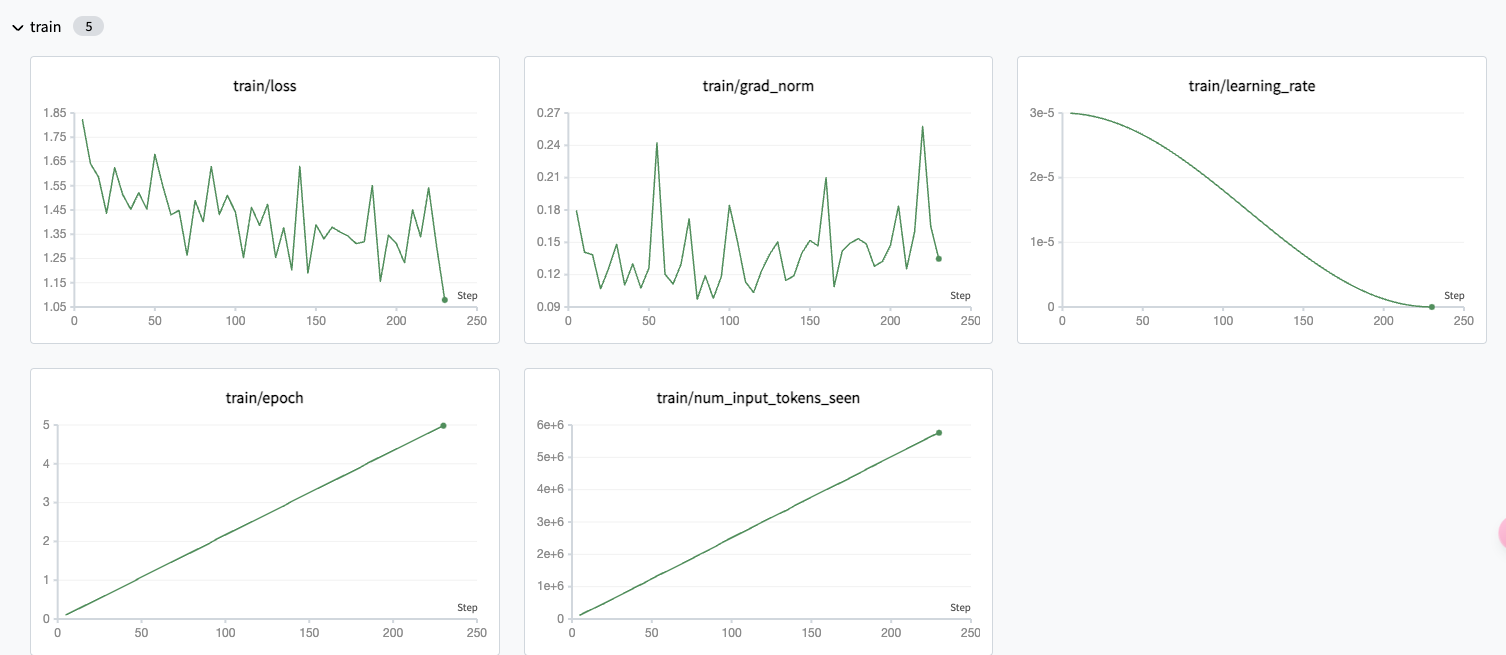 train 5
train/loss
1.85
1.75
1.65
1.55
1.45
1.35
1.25
1.15
1.05
Step
0 50 100 150 200 250
train/grad_norm
0.27
0.24
0.21
0.18
0.15
0.12
0.09
Step
0 50 100 150 200 250
train/learning_rate
3e-5
2e-5
1e-5
0
Step
0 50 100 150 200 250
train/epoch
5
4
3
2
1
0
Step
0 50 100 150 200 250
train/num_input_tokens_seen
6e+6
5e+6
4e+6
3e+6
2e+6
1e+6
0
Step
0 50 100 150 200 250